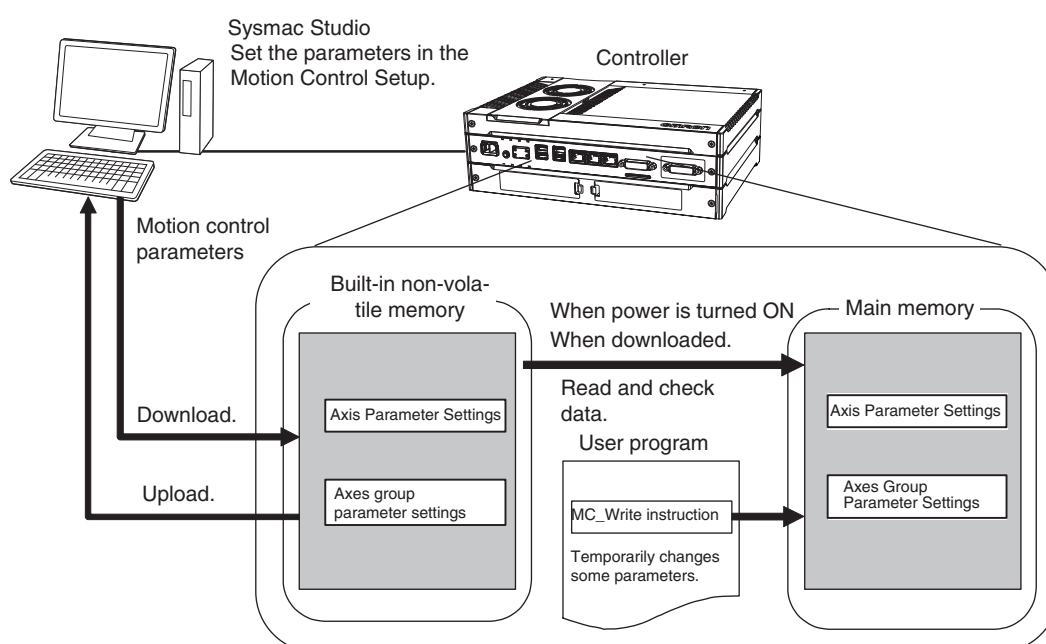 Sysmac Studio
Set the parameters in the
Motion Control Setup.
Controller
Motion control
parameters
Built-in non-vola-
tile memory
When power is turned ON
When downloaded.
Main memory
Read and check
data.
Axis Parameter Settings
Axis Parameter Settings
Download.
User program
Upload.
Axes group
parameter settings
MC_Write instruction
Axes Group
Parameter Settings
Temporarily changes
some parameters.